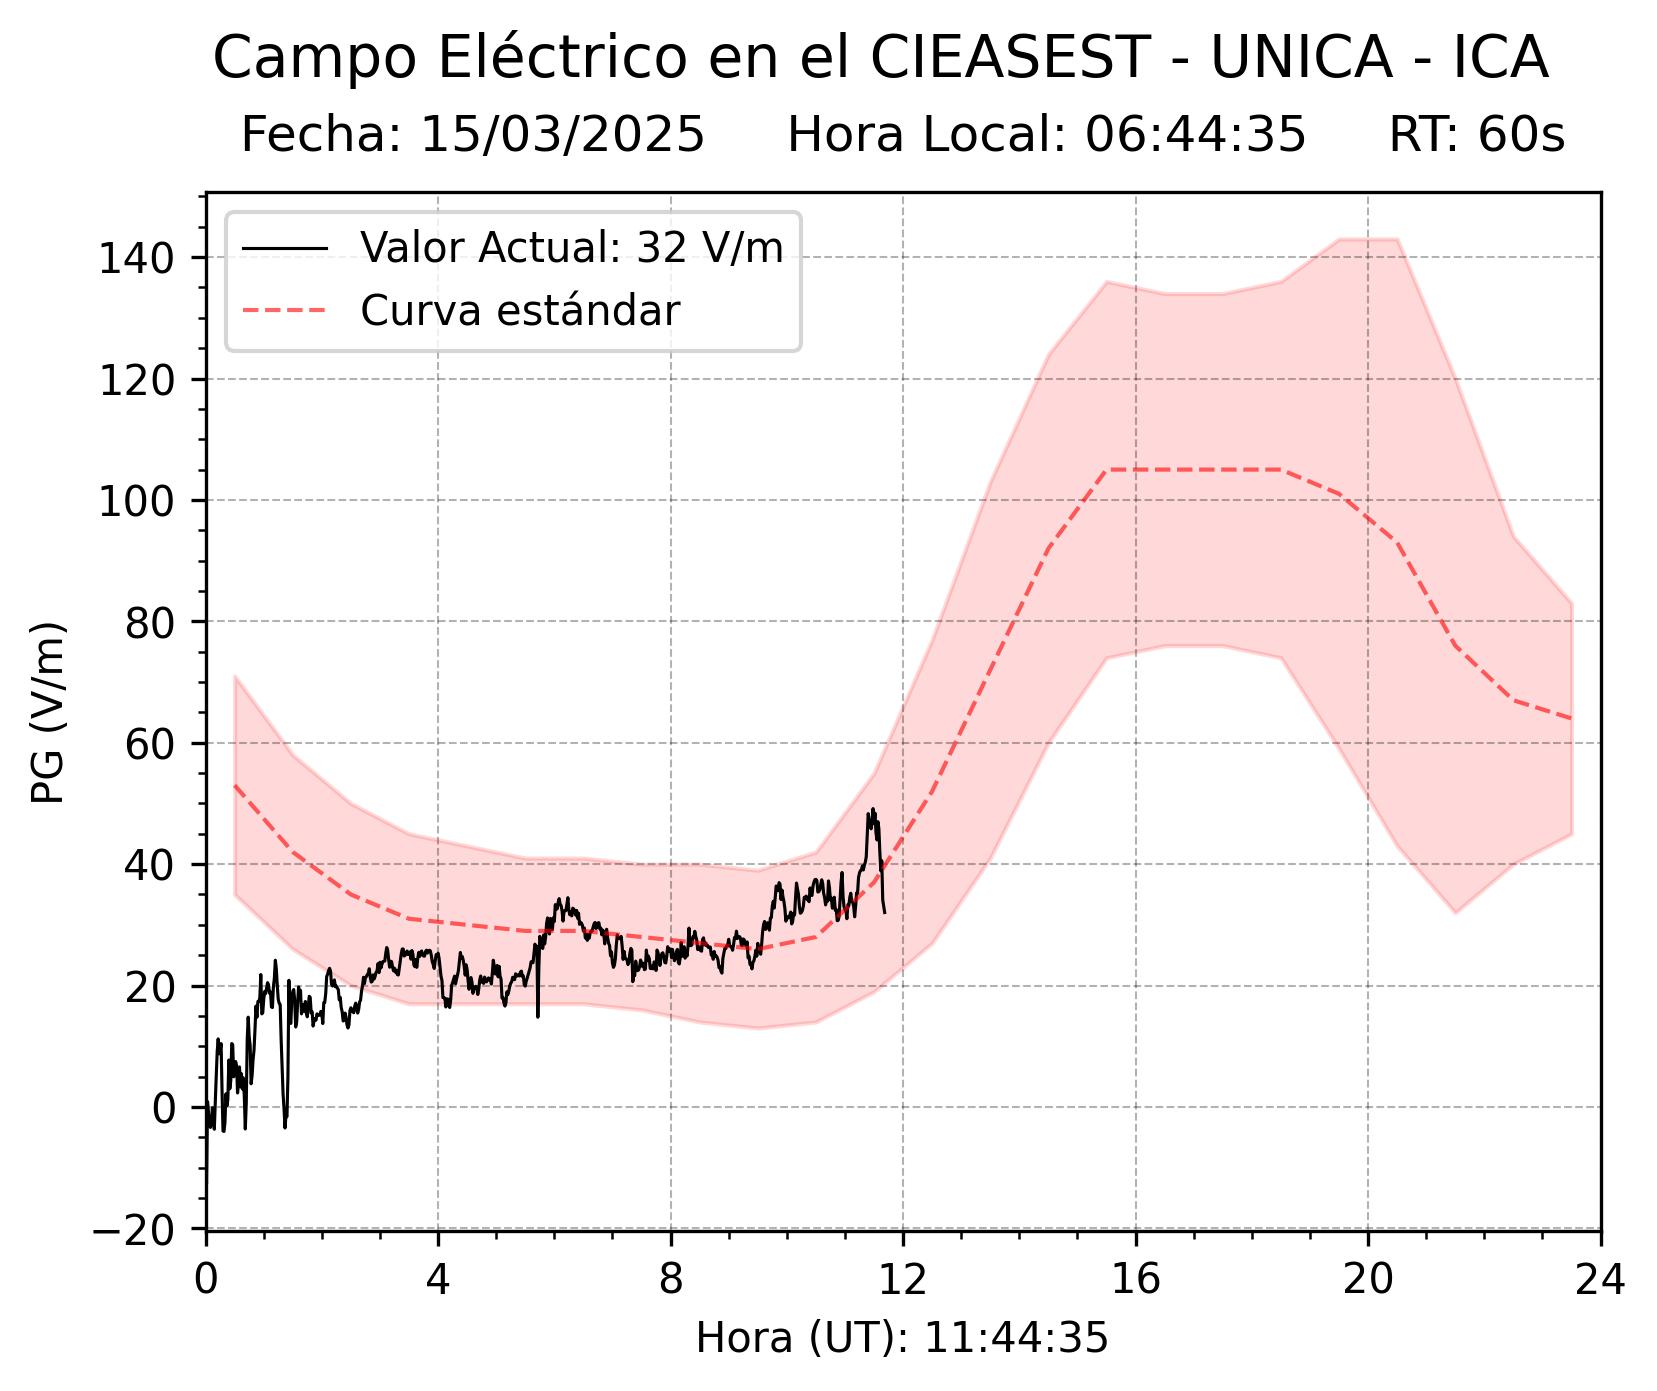 Campo Eléctrico en el CIEASEST - UNICA - ICA
Fecha: 15/03/2025 Hora Local: 06:44:35 RT: 60s
Valor Actual: 32 V/m
Curva estándar
PG (V/m)
140
120
100
80
60
40
20
0
−20
0 4 8 12 16 20 24
Hora (UT): 11:44:35